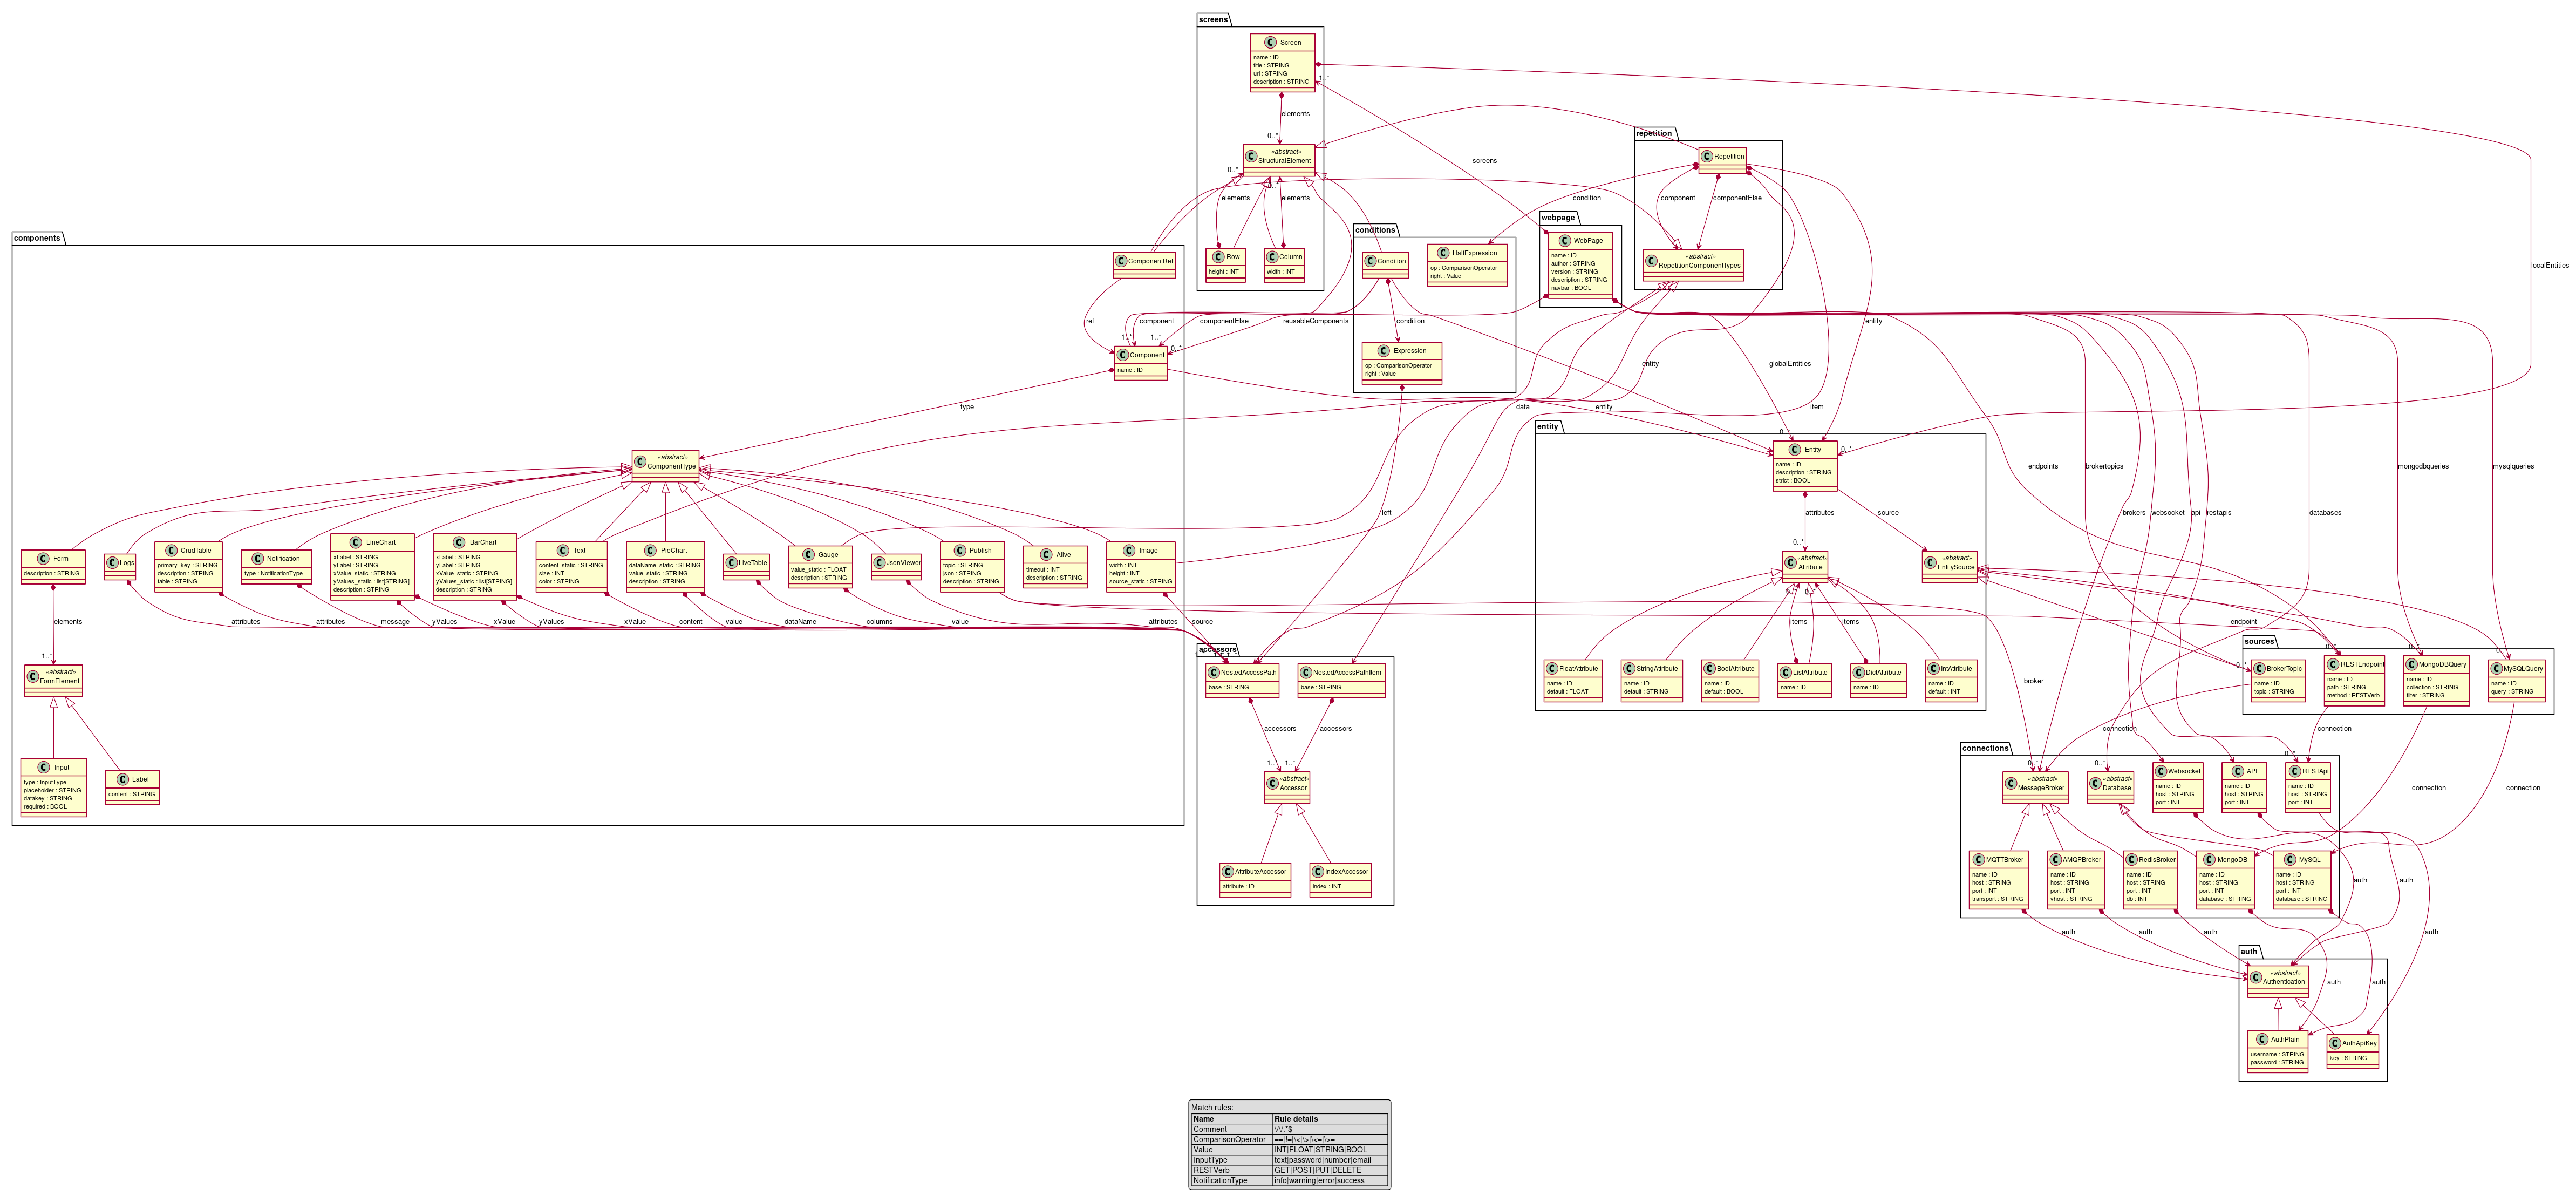 screens
Screen
name : ID
title : STRING
url : STRING
description : STRING
1..*
elements
0..*
«abstract»
StructuralElement
0..*
0..*
elements
elements
Row
height : INT
Column
width : INT
screens
localEntities
repetition
Repetition
component
componentElse
«abstract»
RepetitionComponentTypes
condition
entity
item
data
webpage
WebPage
name : ID
author : STRING
version : STRING
description : STRING
navbar : BOOL
conditions
Condition
HalfExpression
op : ComparisonOperator
right : Value
condition
Expression
op : ComparisonOperator
right : Value
entity
left
components
ComponentRef
ref
component
componentElse
reusableComponents
1..*
1..*
0..*
Component
name : ID
type
entity
globalEntities
endpoints
brokertopics
brokers
websocket
api
restapis
databases
mongodbqueries
mysqlqueries
«abstract»
ComponentType
Form
description : STRING
Logs
CrudTable
primary_key : STRING
description : STRING
table : STRING
Notification
type : NotificationType
LineChart
xLabel : STRING
yLabel : STRING
xValue_static : STRING
yValues_static : list[STRING]
description : STRING
BarChart
xLabel : STRING
yLabel : STRING
xValue_static : STRING
yValues_static : list[STRING]
description : STRING
Text
content_static : STRING
size : INT
color : STRING
PieChart
dataName_static : STRING
value_static : STRING
description : STRING
LiveTable
Gauge
value_static : FLOAT
description : STRING
JsonViewer
Publish
topic : STRING
json : STRING
description : STRING
Alive
timeout : INT
description : STRING
Image
width : INT
height : INT
source_static : STRING
elements
attributes
attributes
message
yValues
xValue
yValues
xValue
content
value
dataName
columns
value
attributes
source
1..*
«abstract»
FormElement
Input
type : InputType
placeholder : STRING
datakey : STRING
required : BOOL
Label
content : STRING
accessors
NestedAccessPath
base : STRING
NestedAccessPathItem
base : STRING
accessors
accessors
1..*
1..*
«abstract»
Accessor
AttributeAccessor
attribute : ID
IndexAccessor
index : INT
entity
0..*
0..*
Entity
name : ID
description : STRING
strict : BOOL
attributes
source
0..*
«abstract»
Attribute
«abstract»
EntitySource
0..*
0..*
items
items
endpoint
broker
FloatAttribute
name : ID
default : FLOAT
StringAttribute
name : ID
default : STRING
BoolAttribute
name : ID
default : BOOL
ListAttribute
name : ID
DictAttribute
name : ID
IntAttribute
name : ID
default : INT
sources
0..*
BrokerTopic
name : ID
topic : STRING
RESTEndpoint
name : ID
path : STRING
method : RESTVerb
MongoDBQuery
name : ID
collection : STRING
filter : STRING
MySQLQuery
name : ID
query : STRING
connection
connection
connection
connection
connections
0..*
0..*
0..*
«abstract»
MessageBroker
«abstract»
Database
Websocket
name : ID
host : STRING
port : INT
API
name : ID
host : STRING
port : INT
RESTApi
name : ID
host : STRING
port : INT
MQTTBroker
name : ID
host : STRING
port : INT
transport : STRING
AMQPBroker
name : ID
host : STRING
port : INT
vhost : STRING
RedisBroker
name : ID
host : STRING
port : INT
db : INT
MongoDB
name : ID
host : STRING
port : INT
database : STRING
MySQL
name : ID
host : STRING
port : INT
database : STRING
auth
auth
auth
auth
auth
auth
auth
auth
auth
«abstract»
Authentication
AuthPlain
username : STRING
password : STRING
AuthApiKey
key : STRING
Match rules:
Name Rule details
Comment \/\/.*$
ComparisonOperator ==|!=|\<|\>|\<=|\>=
Value INT|FLOAT|STRING|BOOL
InputType text|password|number|email
RESTVerb GET|POST|PUT|DELETE
NotificationType info|warning|error|success